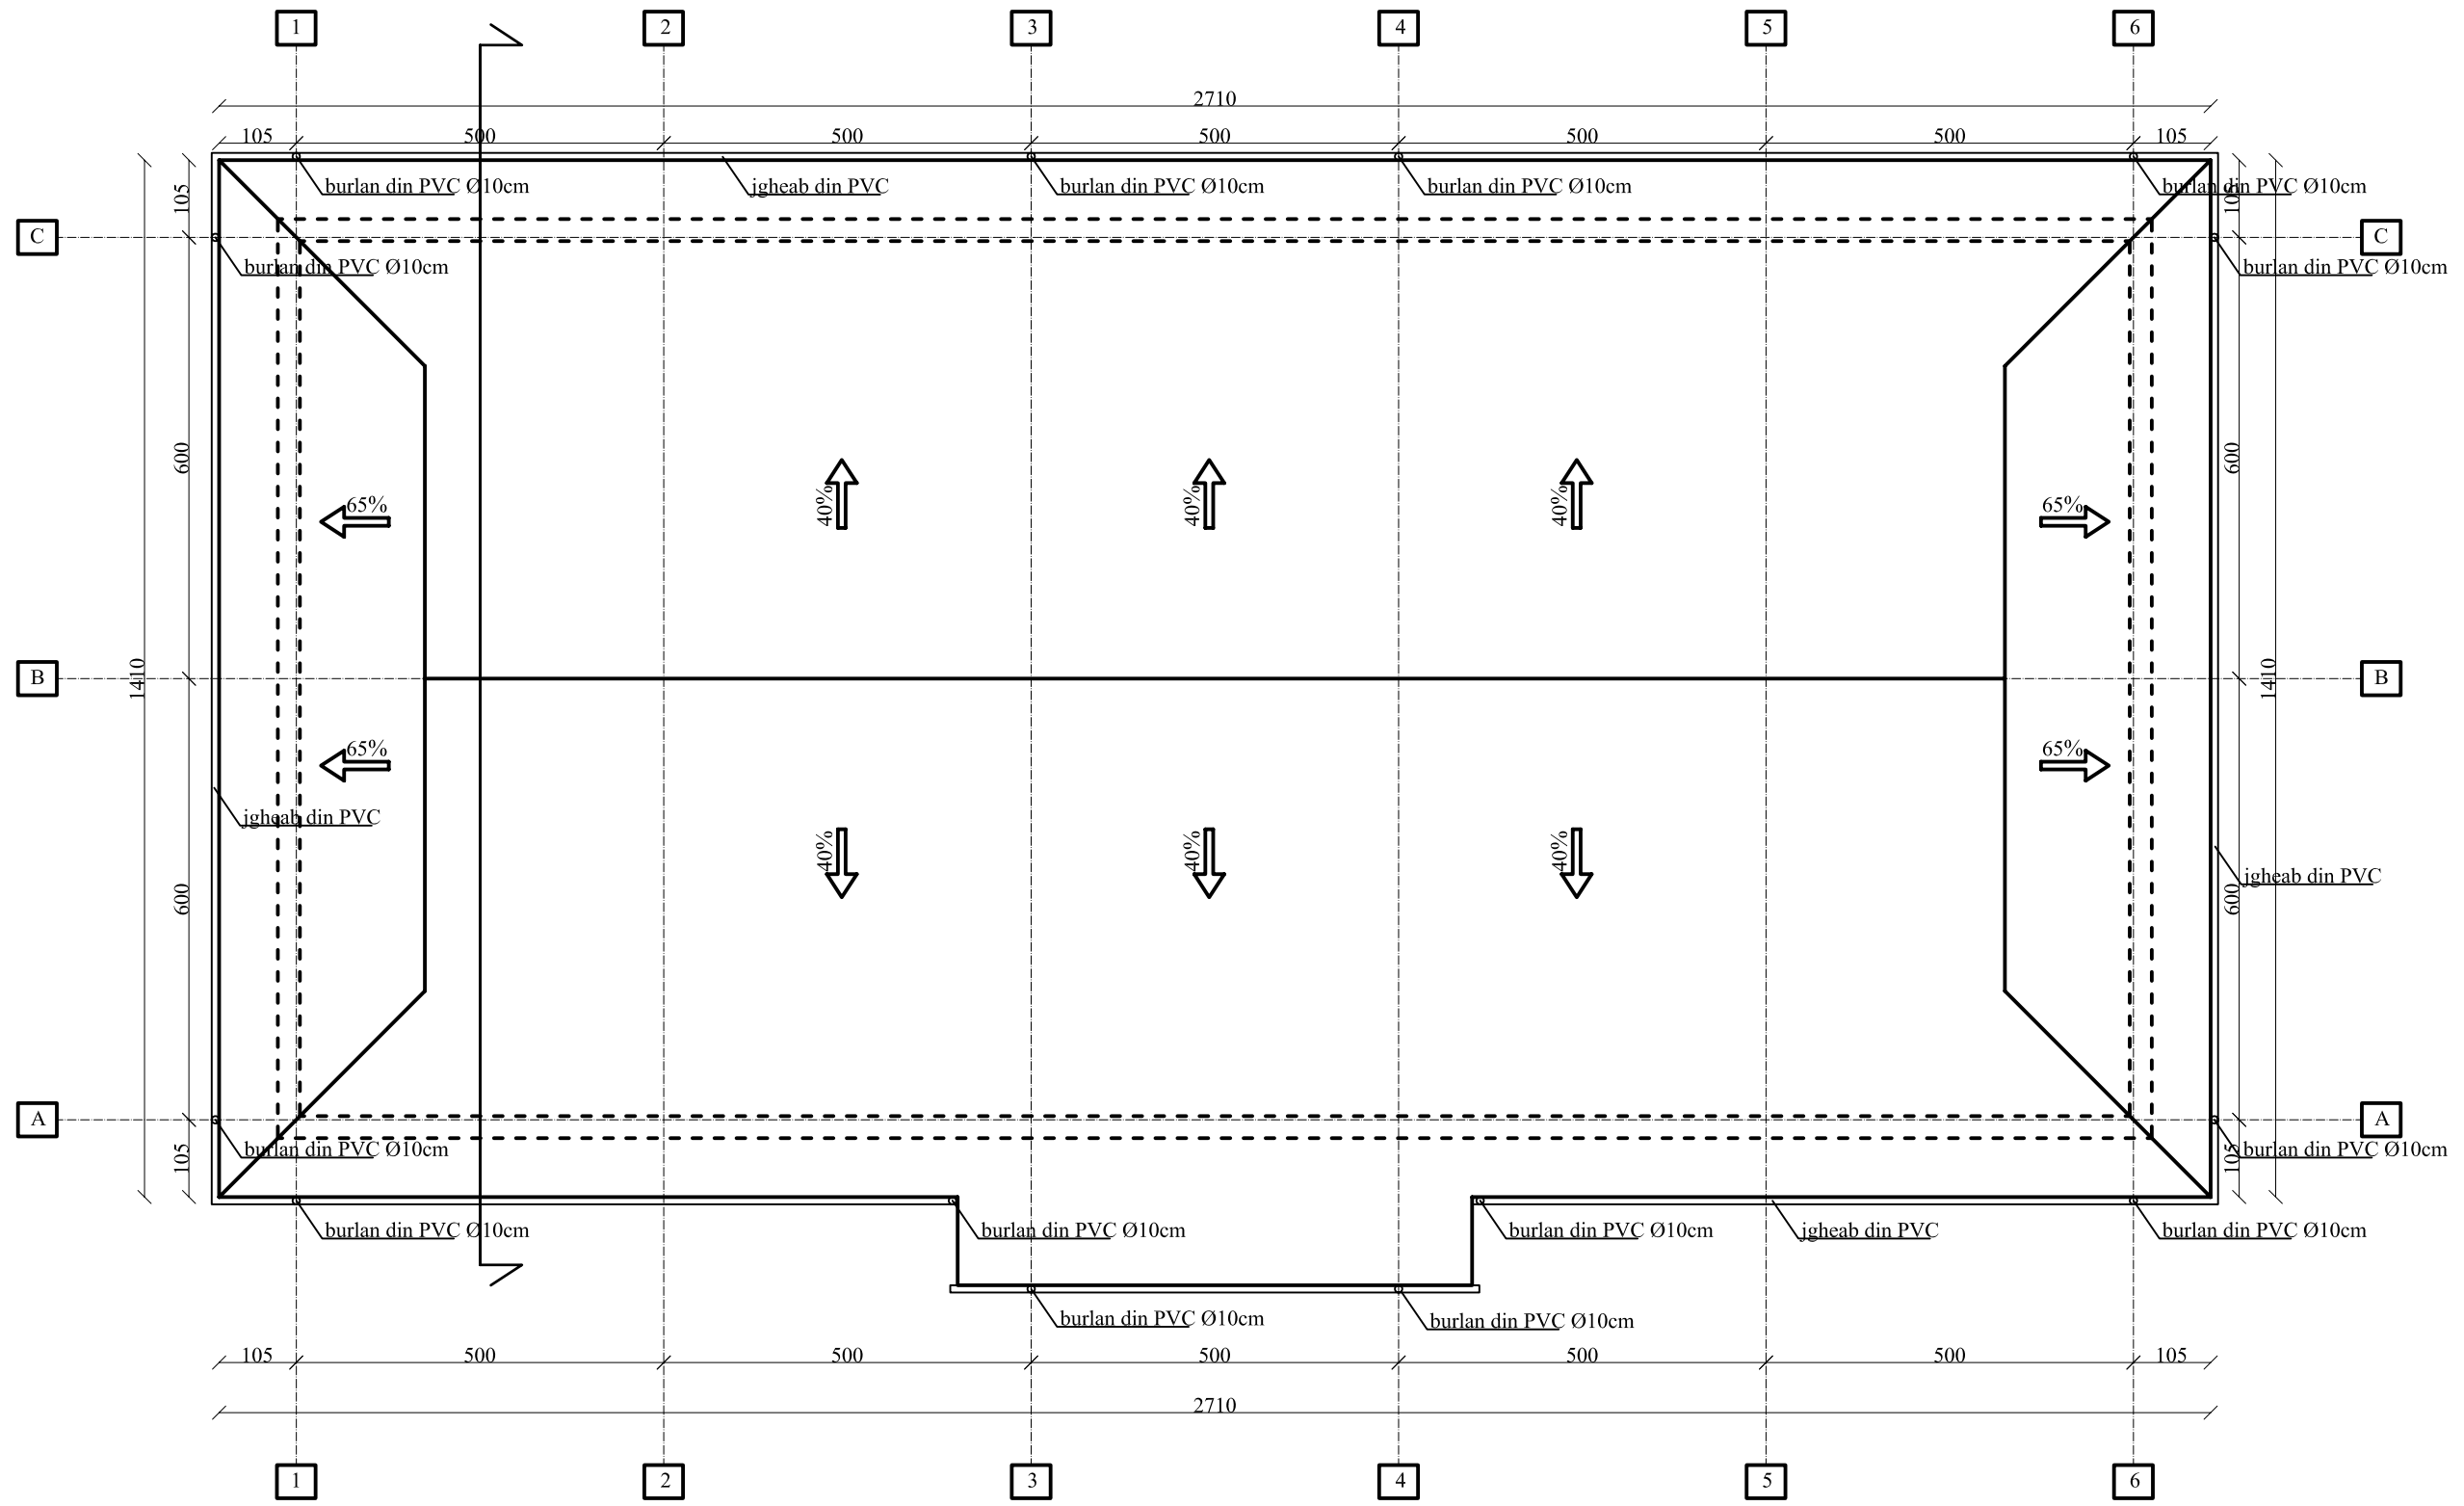 1 2 3 4 5 6
2710
105 500 500 500 500 500 105
burlan din PVC Ø10cm jgheab din PVC burlan din PVC Ø10cm burlan din PVC Ø10cm burlan din PVC Ø10cm
105 105
C C
burlan din PVC Ø10cm burlan din PVC Ø10cm
600 600
65% 40% 40% 40% 65%
B 1410 1410 B
65% 65%
40% 40% 40%
jgheab din PVC
jgheab din PVC
600 600
A A
burlan din PVC Ø10cm burlan din PVC Ø10cm
105 105
burlan din PVC Ø10cm burlan din PVC Ø10cm burlan din PVC Ø10cm jgheab din PVC burlan din PVC Ø10cm
burlan din PVC Ø10cm burlan din PVC Ø10cm
105 500 500 500 500 500 105
2710
1 2 3 4 5 6